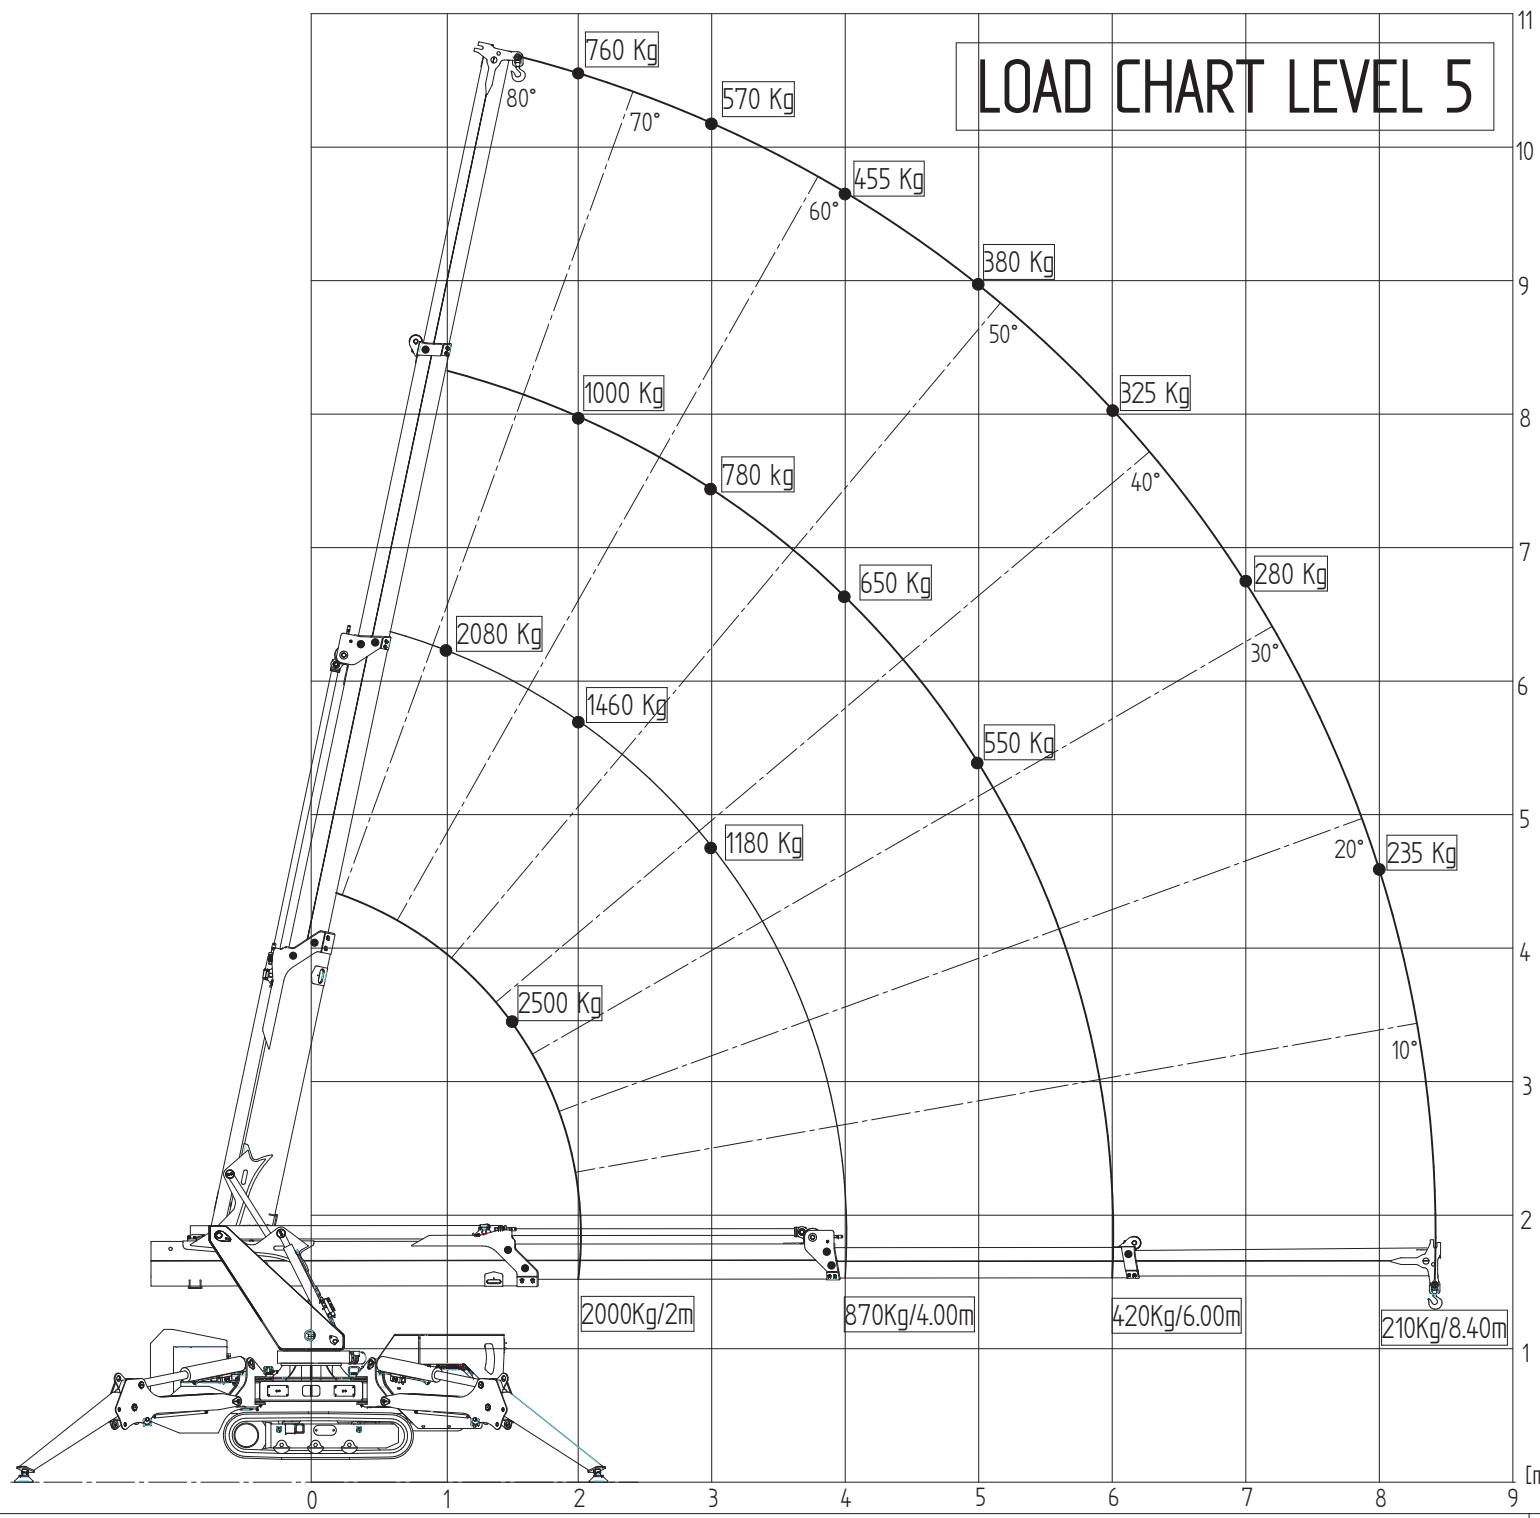 11
LOAD CHART LEVEL 5
760 Kg
80°
570 Kg
70°
10
455 Kg
60°
380 Kg
9
50°
325 Kg
1000 Kg
8
780 kg
40°
7
280 Kg
650 Kg
2080 Kg
30°
6
1460 Kg
550 Kg
5
1180 Kg
20°
235 Kg
4
2500 Kg
10°
3
2
2000Kg/2m
870Kg/4.00m
420Kg/6.00m
210Kg/8.40m
1
[m
0 1 2 3 4 5 6 7 8 9